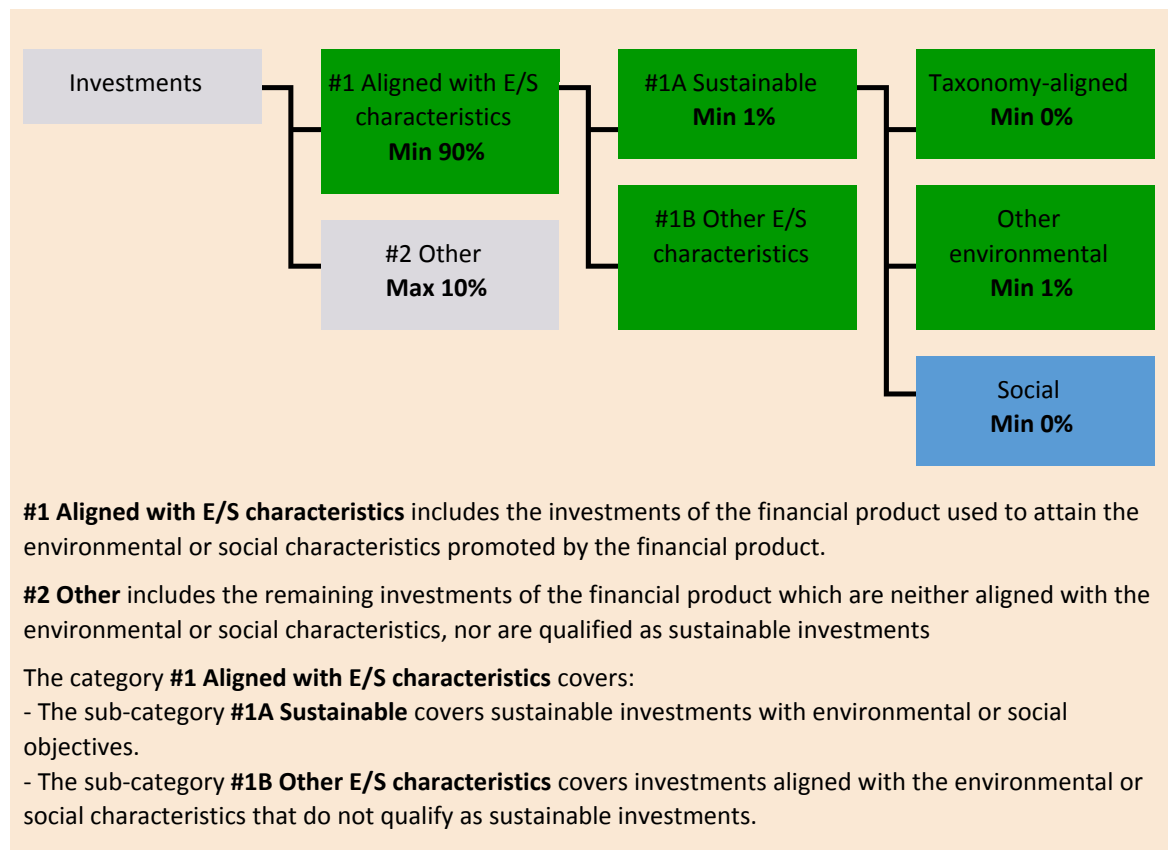 Investments
#1 Aligned with E/S
characteristics
Min 90%
#2 Other
Max 10%
#1A Sustainable
Min 1%
#1B Other E/S
characteristics
Taxonomy-aligned
Min 0%
Other
environmental
Min 1%
Social
Min 0%
#1 Aligned with E/S characteristics includes the investments of the financial product used to attain the
environmental or social characteristics promoted by the financial product.
#2 Other includes the remaining investments of the financial product which are neither aligned with the
environmental or social characteristics, nor are qualified as sustainable investments
The category #1 Aligned with E/S characteristics covers:
- The sub-category #1A Sustainable covers sustainable investments with environmental or social
objectives.
- The sub-category #1B Other E/S characteristics covers investments aligned with the environmental or
social characteristics that do not qualify as sustainable investments.